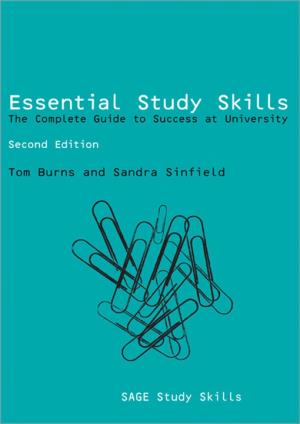 Essential Study Skills
The Complete Guide to Success at University
Second Edition
Tom Burns and Sandra Sinfield
SAGE Study Skills